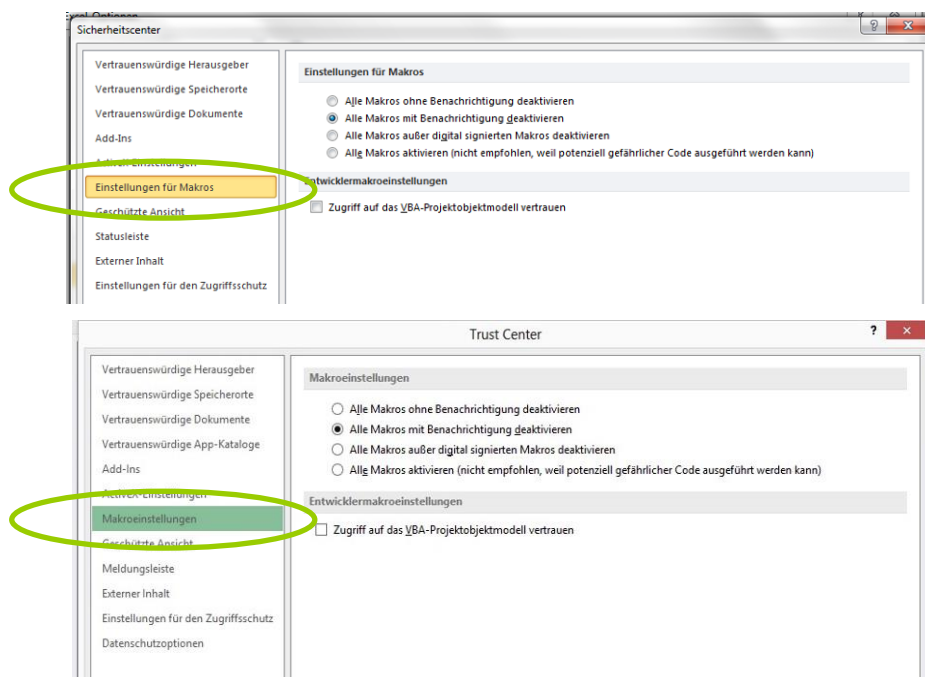 Excel-Optionen
Sicherheitscenter
?
Vertrauenswürdige Herausgeber
Vertrauenswürdige Speicherorte
Vertrauenswürdige Dokumente
Add-Ins
ActiveX-Einstellungen
Einstellungen für Makros
Geschützte Ansicht
Statusleiste
Externer Inhalt
Einstellungen für den Zugriffsschutz
Einstellungen für Makros
Alle Makros ohne Benachrichtigung deaktivieren
Alle Makros mit Benachrichtigung deaktivieren
Alle Makros außer digital signierten Makros deaktivieren
Alle Makros aktivieren (nicht empfohlen, weil potenziell gefährlicher Code ausgeführt werden kann)
Entwicklermakroeinstellungen
Zugriff auf das VBA-Projektobjektmodell vertrauen
Trust Center
?
Vertrauenswürdige Herausgeber
Vertrauenswürdige Speicherorte
Vertrauenswürdige Dokumente
Vertrauenswürdige App-Kataloge
Add-Ins
ActiveX-Einstellungen
Makroeinstellungen
Geschützte Ansicht
Meldungsleiste
Externer Inhalt
Einstellungen für den Zugriffsschutz
Datenschutzoptionen
Makroeinstellungen
Alle Makros ohne Benachrichtigung deaktivieren
Alle Makros mit Benachrichtigung deaktivieren
Alle Makros außer digital signierten Makros deaktivieren
Alle Makros aktivieren (nicht empfohlen, weil potenziell gefährlicher Code ausgeführt werden kann)
Entwicklermakroeinstellungen
Zugriff auf das VBA-Projektobjektmodell vertrauen